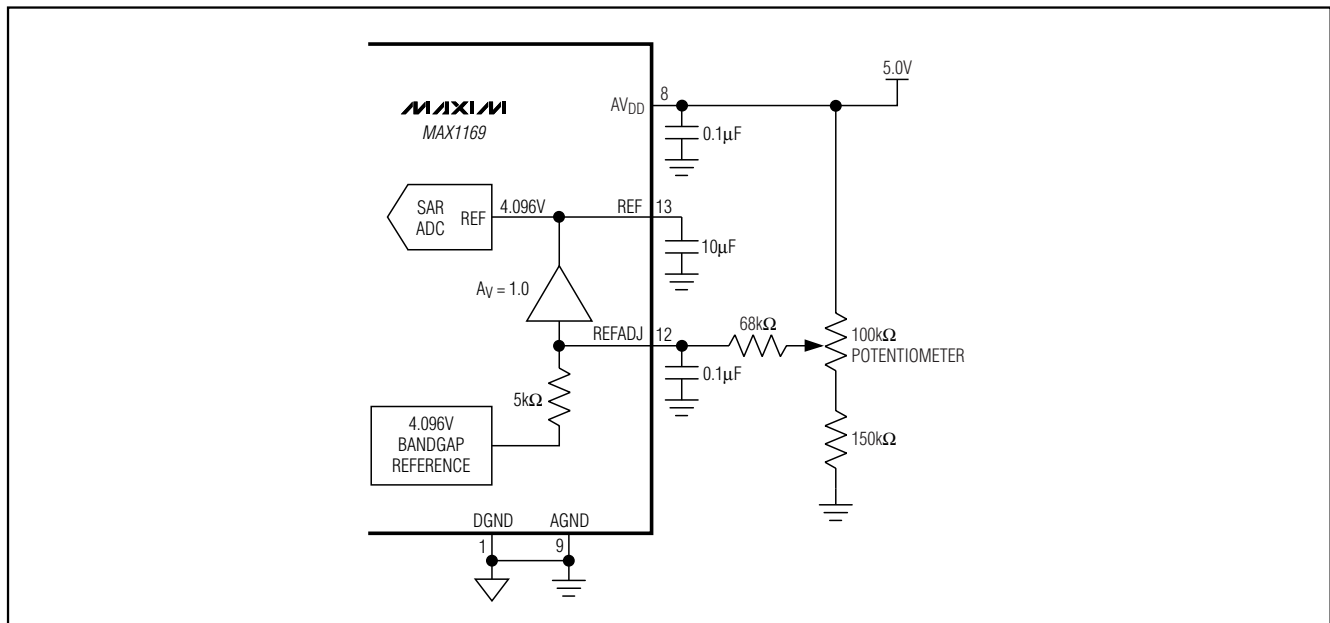 5.0V
8
AVDD
MAXIM
MAX1169
0.1µF
SAR
ADC
REF
4.096V
REF
13
10µF
AV = 1.0
REFADJ
12
68kΩ
100kΩ
POTENTIOMETER
0.1µF
5kΩ
4.096V
BANDGAP
REFERENCE
150kΩ
DGND
AGND
1
9